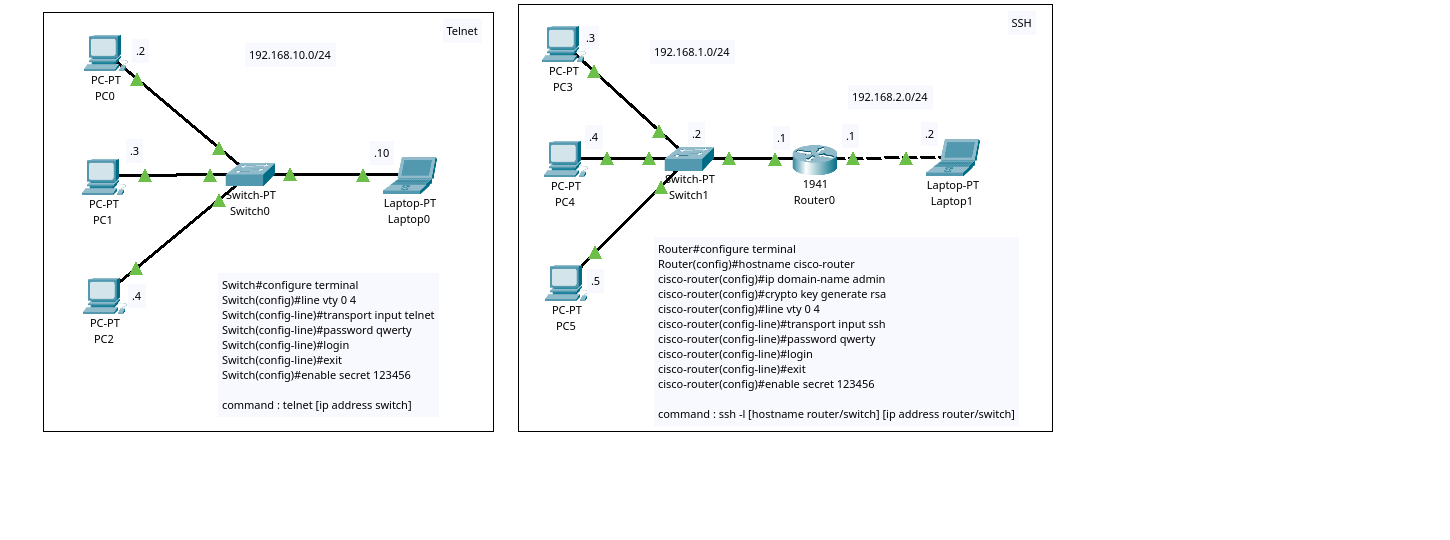 Telnet
.2
192.168.10.0/24
PC-PT
PC0
.3
.10
PC-PT
PC1
Switch-PT
Switch0
Laptop-PT
Laptop0
.4
PC-PT
PC2
Switch#configure terminal
Switch(config)#line vty 0 4
Switch(config-line)#transport input telnet
Switch(config-line)#password qwerty
Switch(config-line)#login
Switch(config-line)#exit
Switch(config)#enable secret 123456
command : telnet [ip address switch]
SSH
.3
192.168.1.0/24
PC-PT
PC3
192.168.2.0/24
.4
.2
.1
.1
.2
PC-PT
PC4
Switch-PT
Switch1
1941
Router0
Laptop-PT
Laptop1
.5
PC-PT
PC5
Router#configure terminal
Router(config)#hostname cisco-router
cisco-router(config)#ip domain-name admin
cisco-router(config)#crypto key generate rsa
cisco-router(config)#line vty 0 4
cisco-router(config-line)#transport input ssh
cisco-router(config-line)#password qwerty
cisco-router(config-line)#login
cisco-router(config-line)#exit
cisco-router(config)#enable secret 123456
command : ssh -l [hostname router/switch] [ip address router/switch]